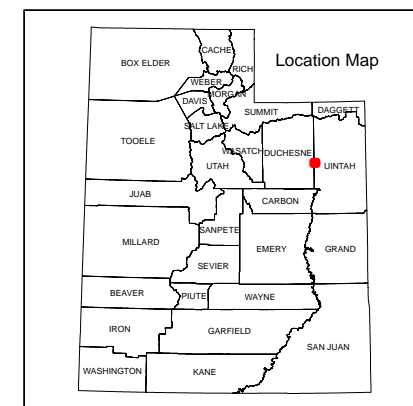 Location Map
CACHE
BOX ELDER
RICH
WEBER
MORGAN
DAVIS
SUMMIT
DAGGETT
SALT LAKE
TOOELE
WASATCH
DUCHESNE
UTAH
UINTAH
JUAB
CARBON
SANPETE
MILLARD
EMERY
GRAND
SEVIER
BEAVER
PIUTE
WAYNE
IRON
GARFIELD
SAN JUAN
WASHINGTON
KANE